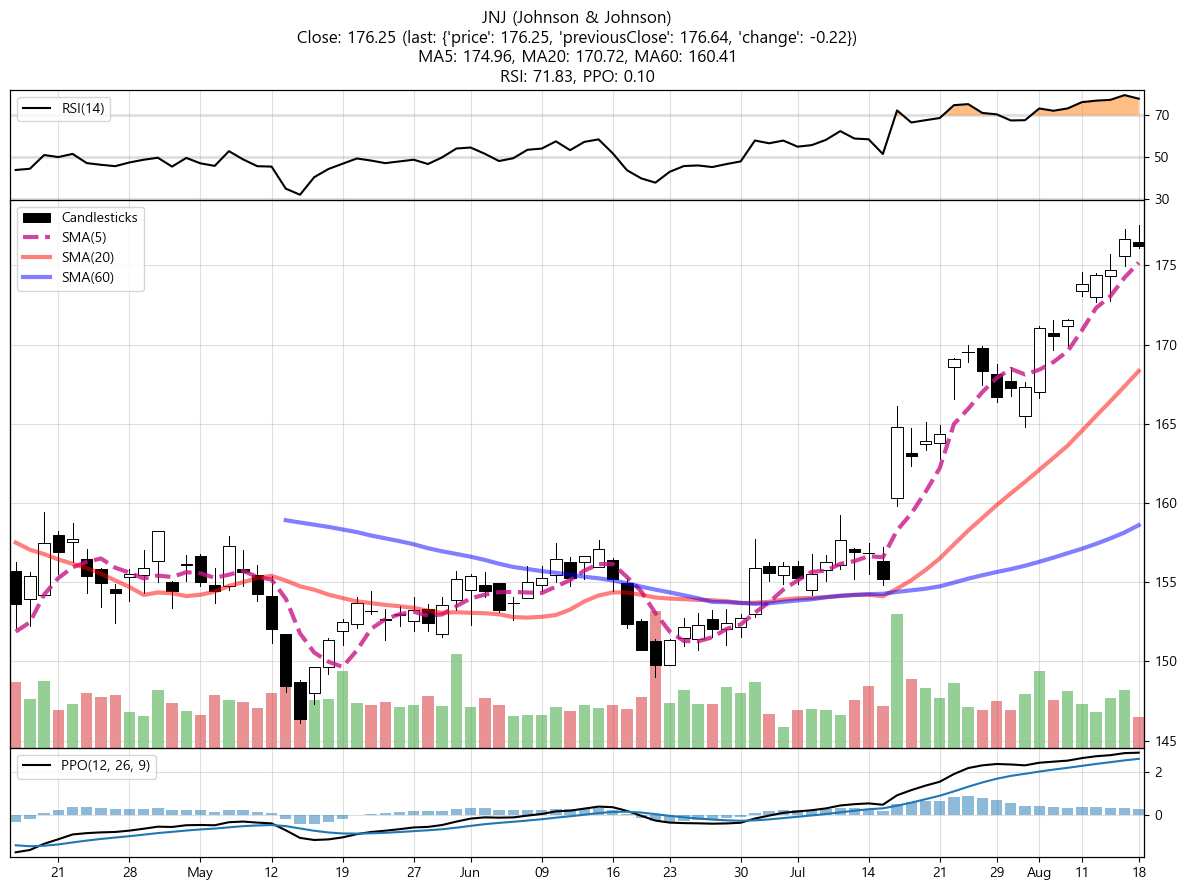 JNJ (Johnson & Johnson)
Close: 176.25 (last: {'price': 176.25, 'previousClose': 176.64, 'change': -0.22})
MA5: 174.96, MA20: 170.72, MA60: 160.41
RSI: 71.83, PPO: 0.10
RSI(14)
70
50
30
Candlesticks
SMA(5)
SMA(20)
SMA(60)
175
170
165
160
155
150
145
PPO(12, 26, 9)
2
0
21 28 May 12 19 27 Jun 09 16 23 30 Jul 14 21 29 Aug 11 18